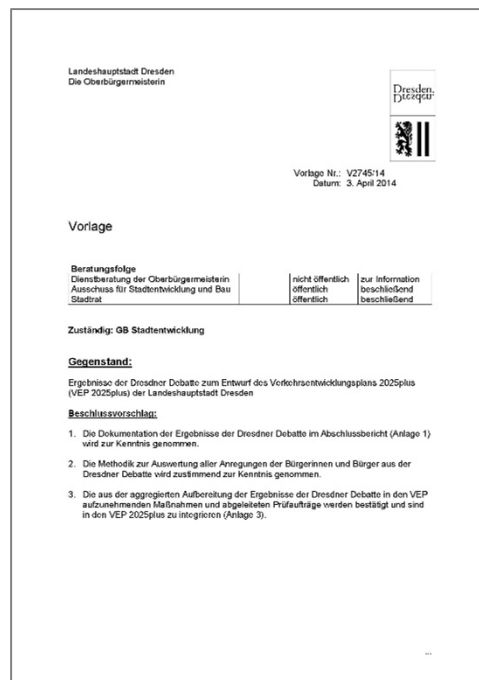 Landeshauptstadt Dresden
Die Oberbürgermeisterin
Dresden.
Dresden.
Vorlage Nr.: V2745/14
Datum: 3. April 2014
Vorlage
Beratungsfolge
Dienstberatung der Oberbürgermeisterin nicht öffentlich zur Information
Ausschuss für Stadtentwicklung und Bau öffentlich beschließend
Stadtrat öffentlich beschließend
Zuständig: GB Stadtentwicklung
Gegenstand:
Ergebnisse der Dresdner Debatte zum Entwurf des Verkehrsentwicklungsplans 2025plus
(VEP 2025plus) der Landeshauptstadt Dresden
Beschlussvorschlag:
1. Die Dokumentation der Ergebnisse der Dresdner Debatte im Abschlussbericht (Anlage 1)
wird zur Kenntnis genommen.
2. Die Methodik zur Auswertung aller Anregungen der Bürgerinnen und Bürger aus der
Dresdner Debatte wird zustimmend zur Kenntnis genommen.
3. Die aus der aggregierten Aufbereitung der Ergebnisse der Dresdner Debatte in den VEP
aufzunehmenden Maßnahmen und abgeleiteten Prüfaufträge werden bestätigt und sind
in den VEP 2025plus zu integrieren (Anlage 3).
...